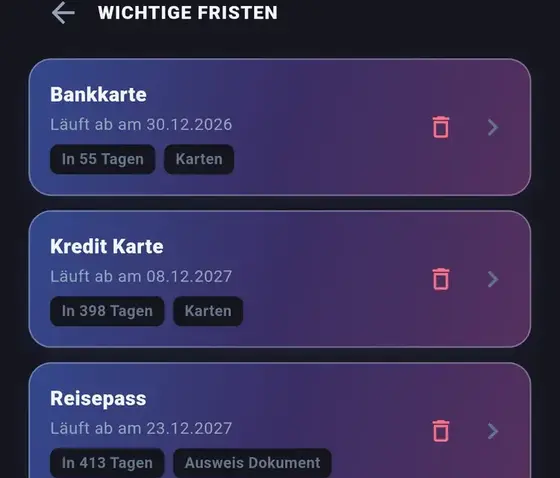 WICHTIGE FRISTEN
Bankkarte
Läuft ab am 30.12.2026
In 55 Tagen Karten
Kredit Karte
Läuft ab am 08.12.2027
In 398 Tagen Karten
Reisepass
Läuft ab am 23.12.2027
In 413 Tagen Ausweis Dokument